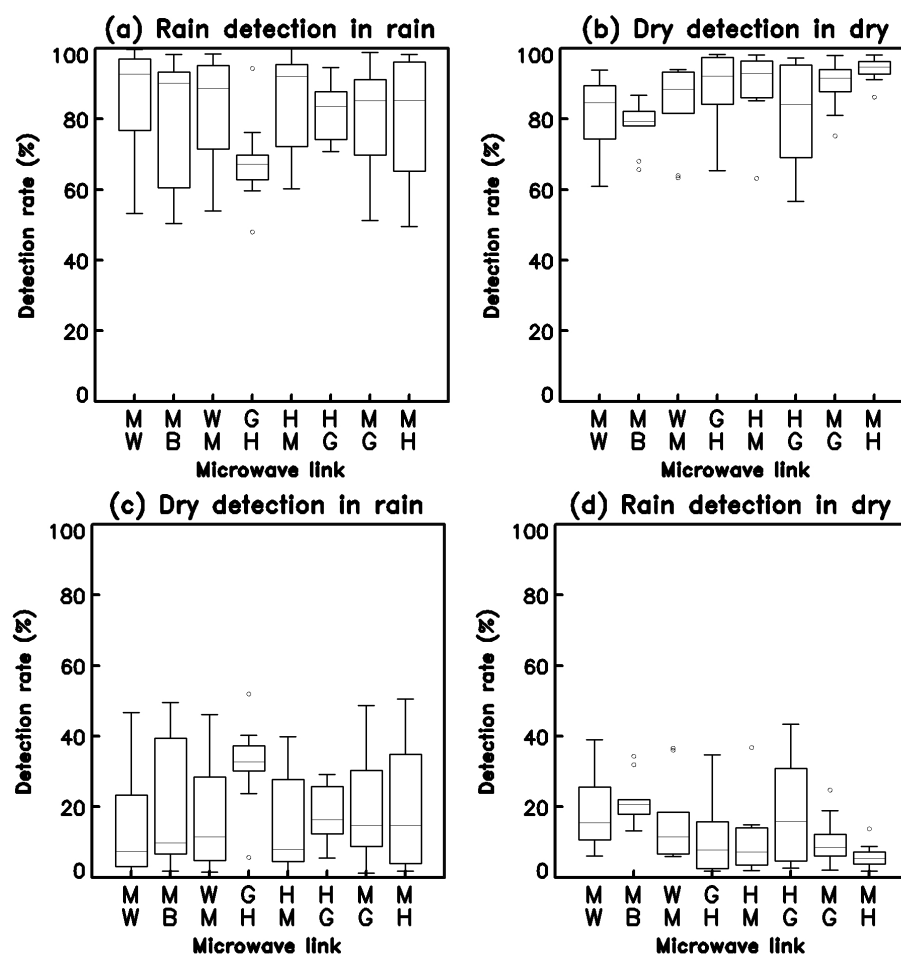 (a) Rain detection in rain
Detection rate (%)
100
80
60
40
20
0
M M W G H H M M
W B M H M G G H
Microwave link
(b) Dry detection in dry
Detection rate (%)
100
80
60
40
20
0
M M W G H H M M
W B M H M G G H
Microwave link
(c) Dry detection in rain
Detection rate (%)
100
80
60
40
20
0
M M W G H H M M
W B M H M G G H
Microwave link
(d) Rain detection in dry
Detection rate (%)
100
80
60
40
20
0
M M W G H H M M
W B M H M G G H
Microwave link